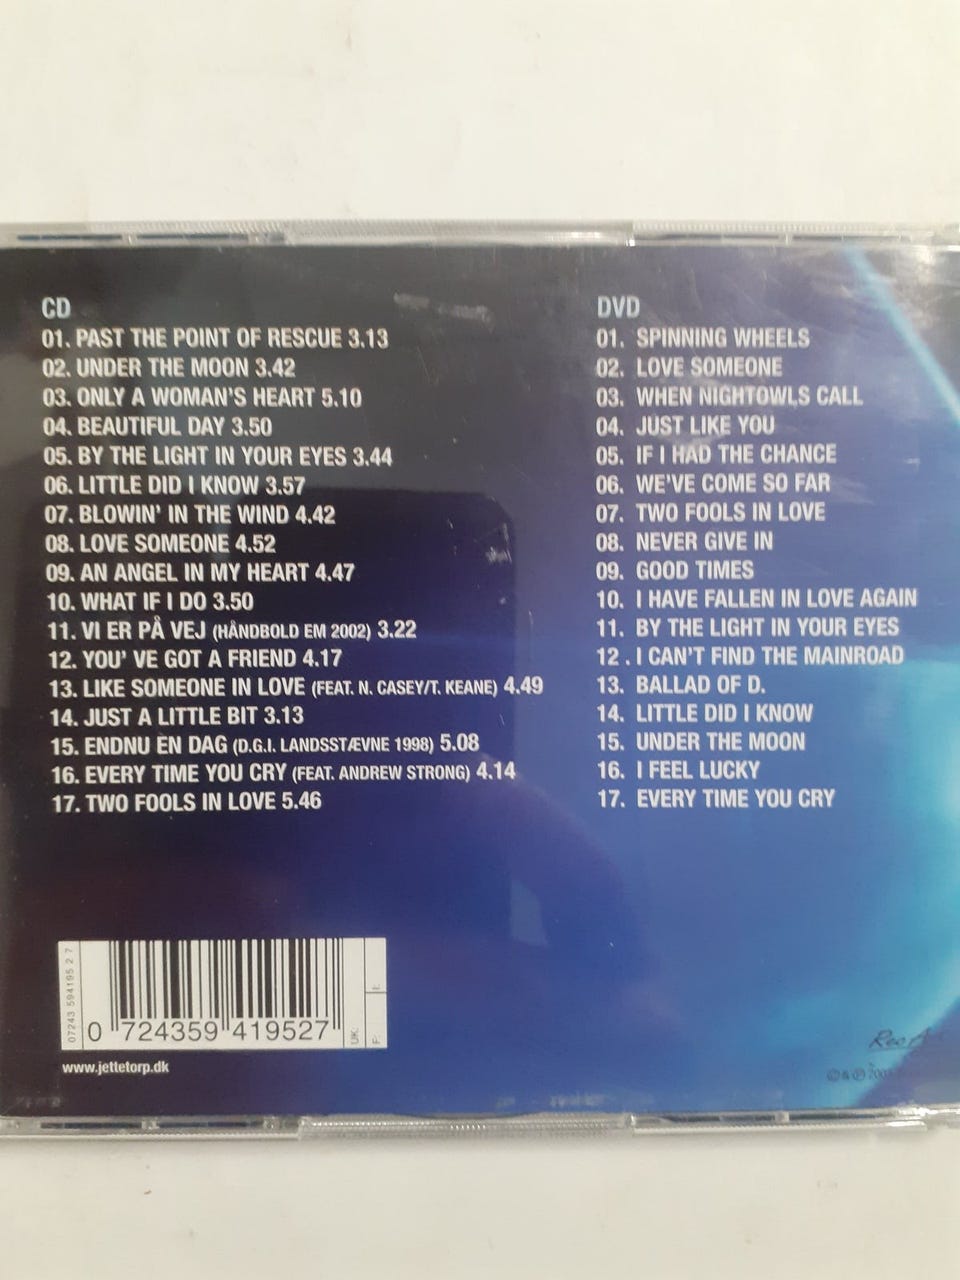 CD
01. PAST THE POINT OF RESCUE 3.13
02. UNDER THE MOON 3.42
03. ONLY A WOMAN'S HEART 5.10
04. BEAUTIFUL DAY 3.50
05. BY THE LIGHT IN YOUR EYES 3.44
06. LITTLE DID I KNOW 3.57
07. BLOWIN' IN THE WIND 4.42
08. LOVE SOMEONE 4.52
09. AN ANGEL IN MY HEART 4.47
10. WHAT IF I DO 3.50
11. VI ER PÅ VEJ (HÅNDBOLD EM 2002) 3.22
12. YOU' VE GOT A FRIEND 4.17
13. LIKE SOMEONE IN LOVE (FEAT. N. CASEY/T. KEANE) 4.49
14. JUST A LITTLE BIT 3.13
15. ENDNU EN DAG (D.G.I. LANDSSTÆVNE 1998) 5.08
16. EVERY TIME YOU CRY (FEAT. ANDREW STRONG) 4.14
17. TWO FOOLS IN LOVE 5.46
DVD
01. SPINNING WHEELS
02. LOVE SOMEONE
03. WHEN NIGHTOWLS CALL
04. JUST LIKE YOU
05. IF I HAD THE CHANCE
06. WE'VE COME SO FAR
07. TWO FOOLS IN LOVE
08. NEVER GIVE IN
09. GOOD TIMES
10. I HAVE FALLEN IN LOVE AGAIN
11. BY THE LIGHT IN YOUR EYES
12 . I CAN'T FIND THE MAINROAD
13. BALLAD OF D.
14. LITTLE DID I KNOW
15. UNDER THE MOON
16. I FEEL LUCKY
17. EVERY TIME YOU CRY
07243 594195 2 7
0 724359 419527
UK:
F:
www.jettetorp.dk
© & ℗